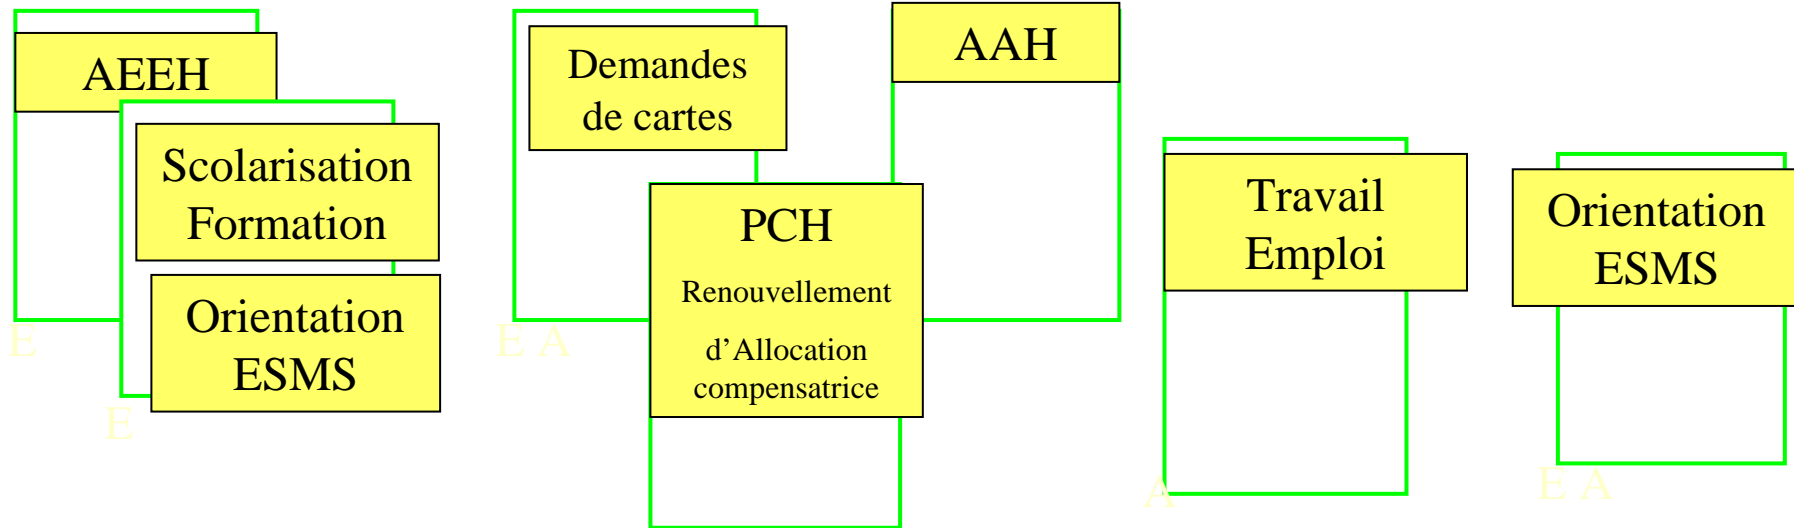 AEEH
Scolarisation
Formation
Orientation
ESMS
E
E
Demandes
de cartes
E A
PCH
Renouvellement
d’Allocation
compensatrice
AAH
Travail
Emploi
A
Orientation
ESMS
E A